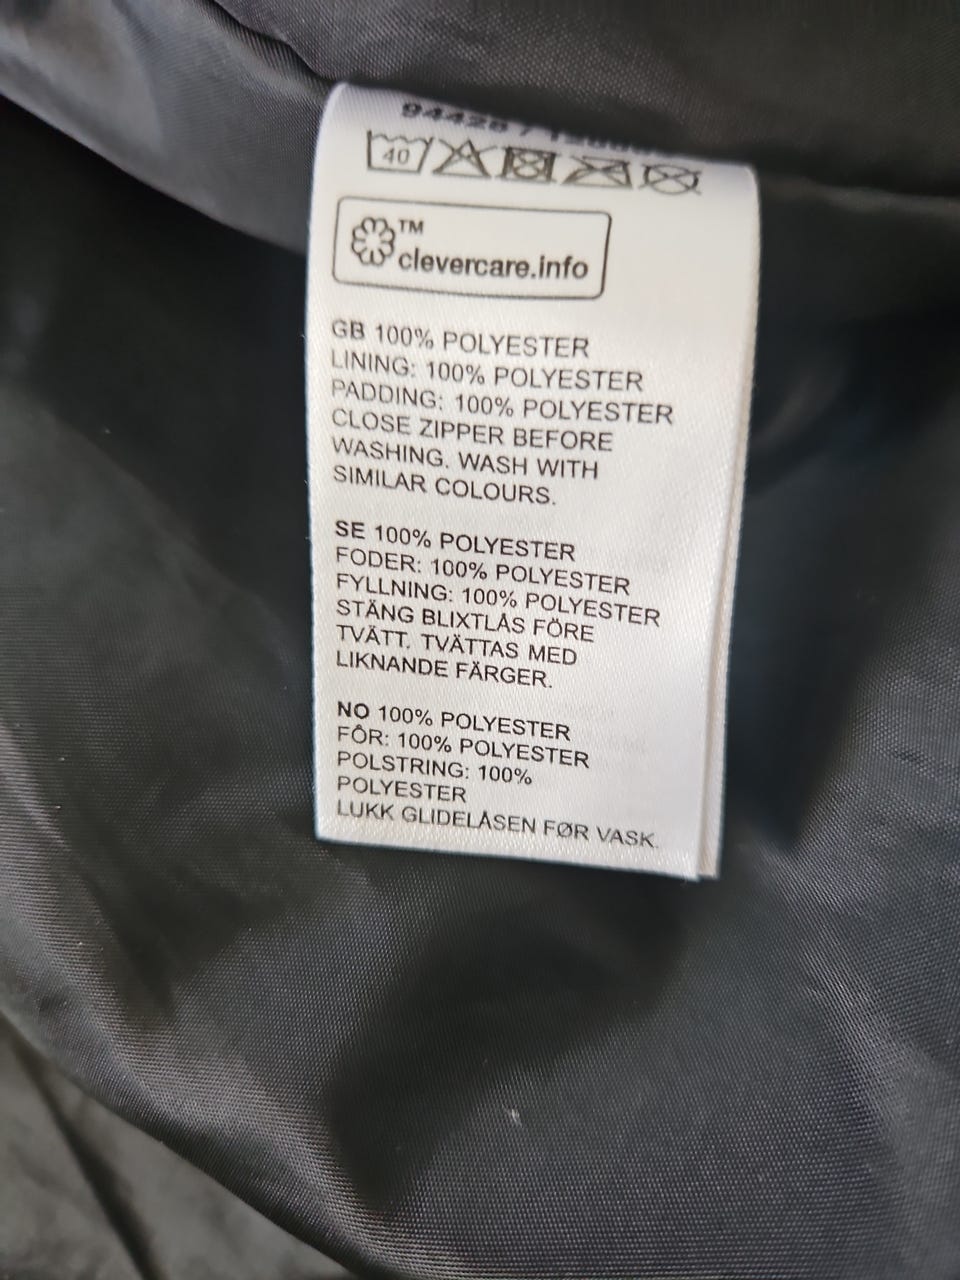 40
TM
clevercare.info
GB 100% POLYESTER
LINING: 100% POLYESTER
PADDING: 100% POLYESTER
CLOSE ZIPPER BEFORE
WASHING. WASH WITH
SIMILAR COLOURS.
SE 100% POLYESTER
FODER: 100% POLYESTER
FYLLNING: 100% POLYESTER
STÄNG BLIXTLÅS FÖRE
TVÄTT. TVÄTTAS MED
LIKNANDE FÄRGER.
NO 100% POLYESTER
FÔR: 100% POLYESTER
POLSTRING: 100%
POLYESTER
LUKK GLIDELÅSEN FØR VASK.